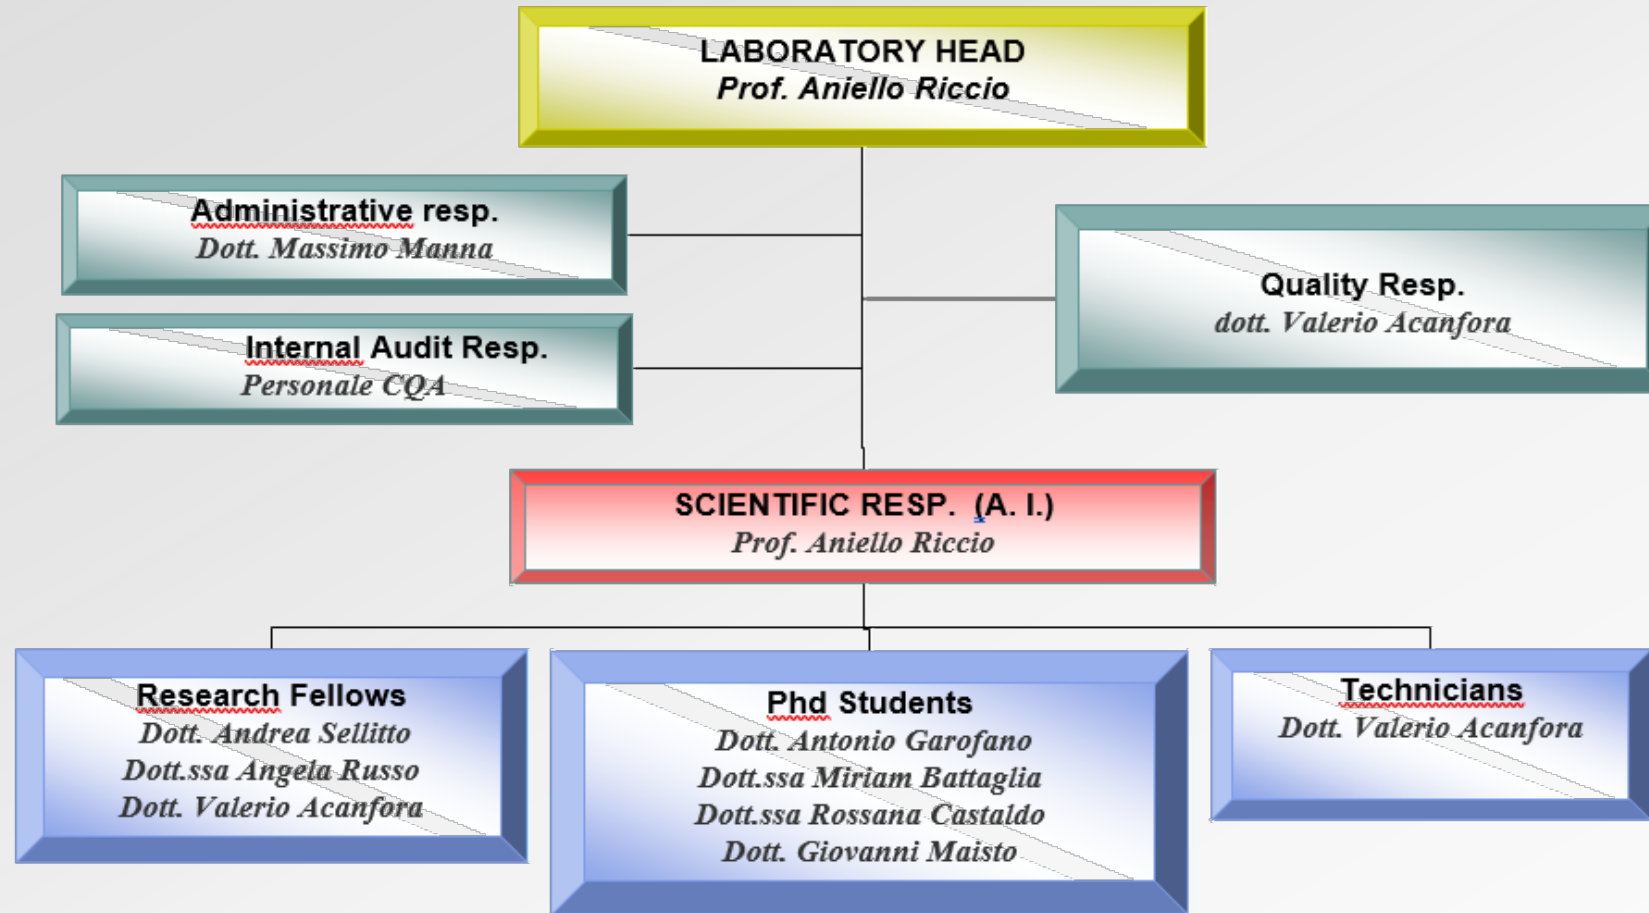 LABORATORY HEAD
Prof. Aniello Riccio
Administrative resp.
Dott. Massimo Manna
Quality Resp.
dott. Valerio Acanfora
Internal Audit Resp.
Personale CQA
SCIENTIFIC RESP. (A. I.)
Prof. Aniello Riccio
Research Fellows
Dott. Andrea Sellitto
Dott.ssa Angela Russo
Dott. Valerio Acanfora
Phd Students
Dott. Antonio Garofano
Dott.ssa Miriam Battaglia
Dott.ssa Rossana Castaldo
Dott. Giovanni Maisto
Technicians
Dott. Valerio Acanfora